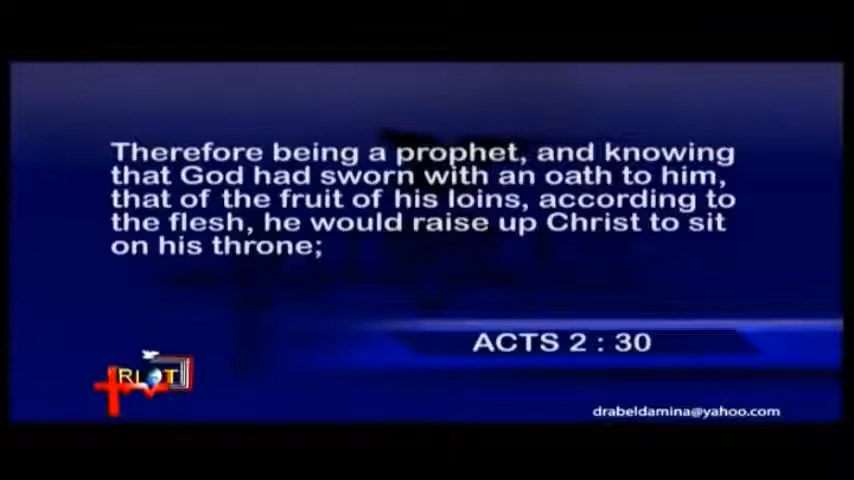 Therefore being a prophet, and knowing
that God had sworn with an oath to him,
that of the fruit of his loins, according to
the flesh, he would raise up Christ to sit
on his throne;
ACTS 2 : 30
RIOT
drabeldamina@yahoo.com